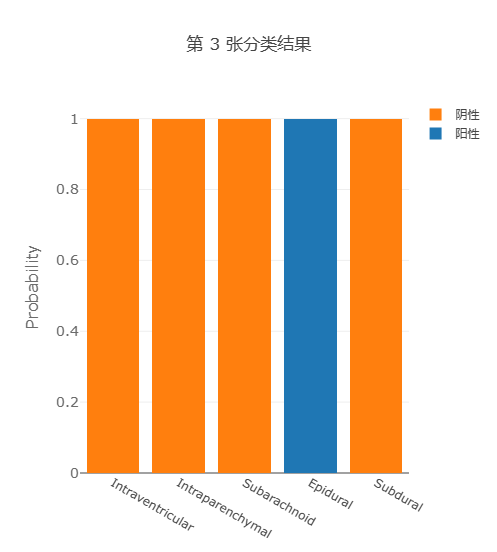 第 3 张分类结果
阴性
阳性
Probability
1
0.8
0.6
0.4
0.2
0
Intraventricular
Intraparenchymal
Subarachnoid
Epidural
Subdural